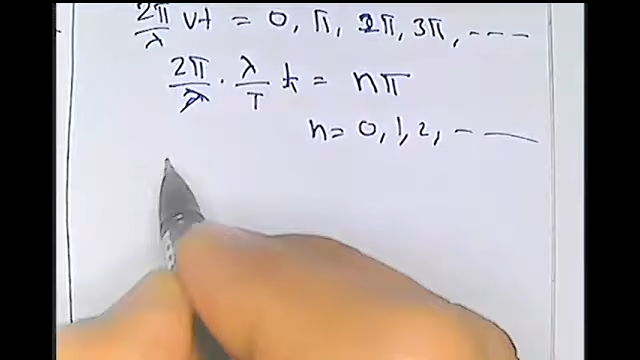 2π/λ vt = 0, π, 2π, 3π, ----
2π/λ · λ/T t = nπ
n = 0, 1, 2, - —